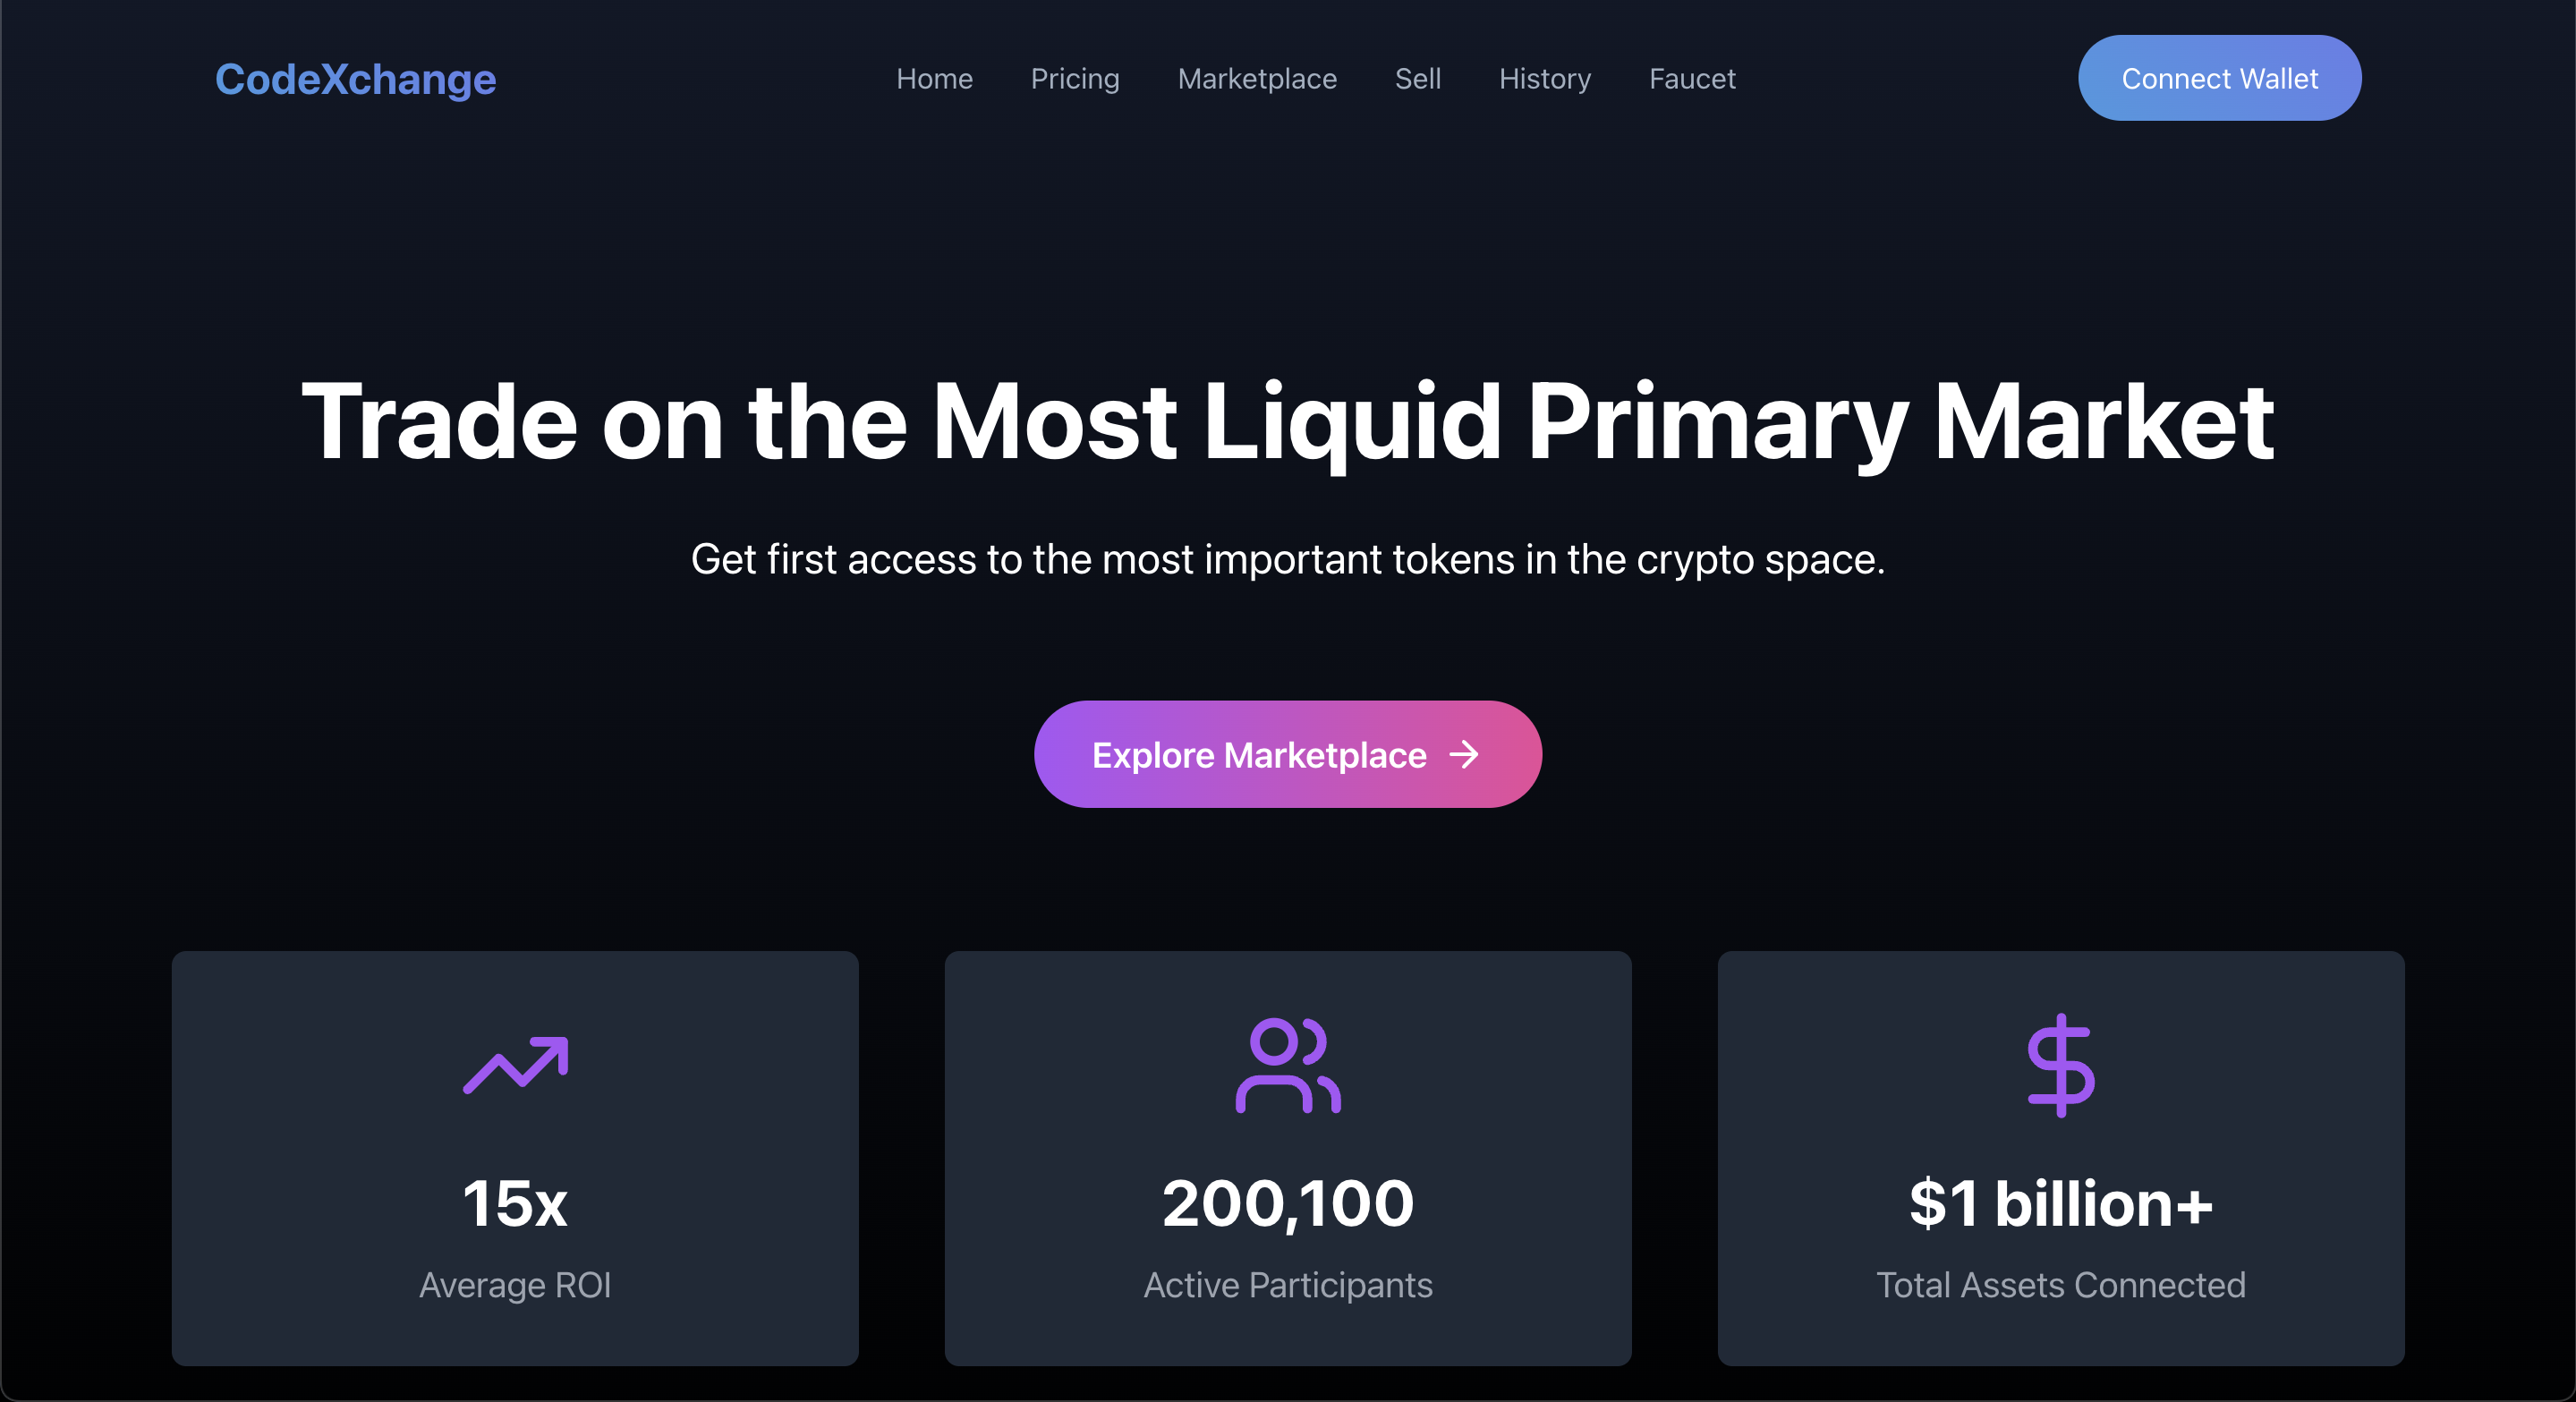 CodeXchange
Home Pricing Marketplace Sell History Faucet
Connect Wallet
Trade on the Most Liquid Primary Market
Get first access to the most important tokens in the crypto space.
Explore Marketplace →
15x
Average ROI
200,100
Active Participants
$1 billion+
Total Assets Connected